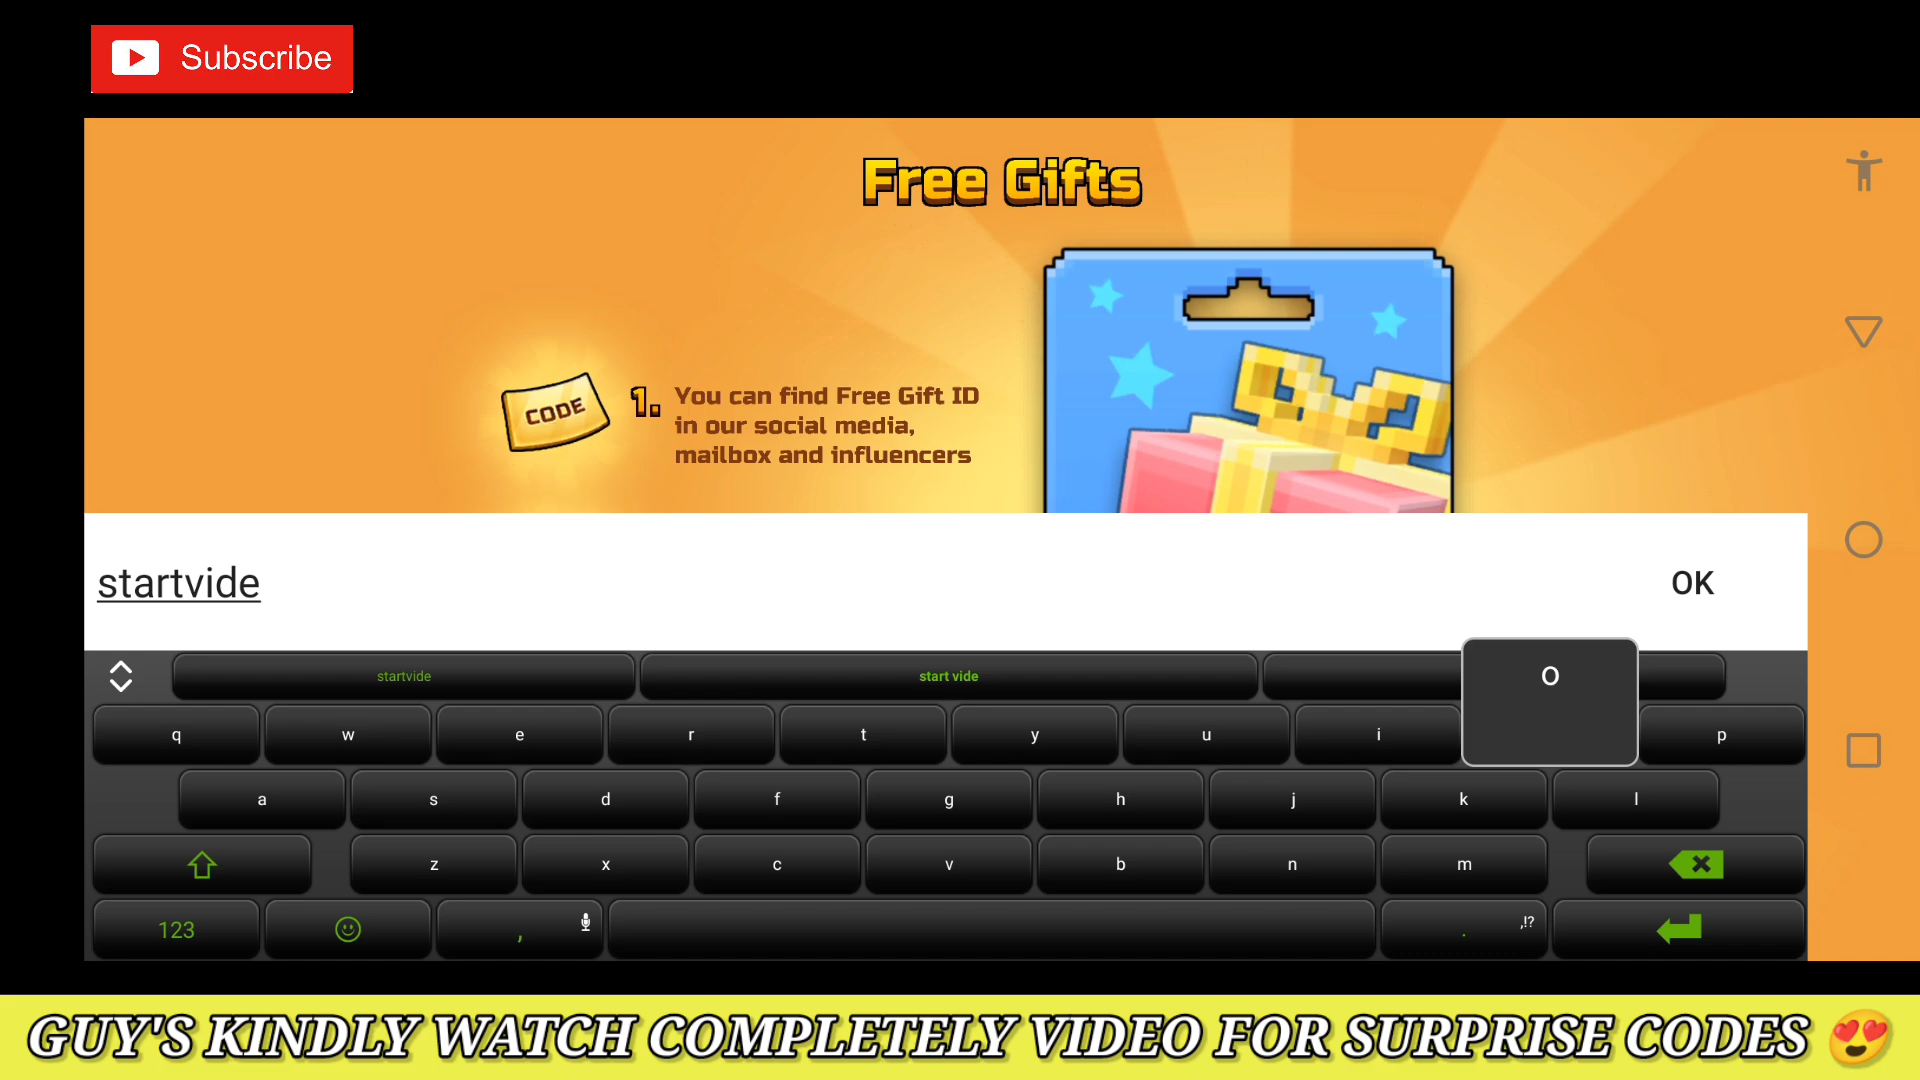 Subscribe
Free Gifts
CODE
1. You can find Free Gift ID
in our social media,
mailbox and influencers
startvide
OK
startvide
start vide
q w e r t y u i o p
a s d f g h j k l
z x c v b n m
123 , . ,!?
GUY'S KINDLY WATCH COMPLETELY VIDEO FOR SURPRISE CODES 😍